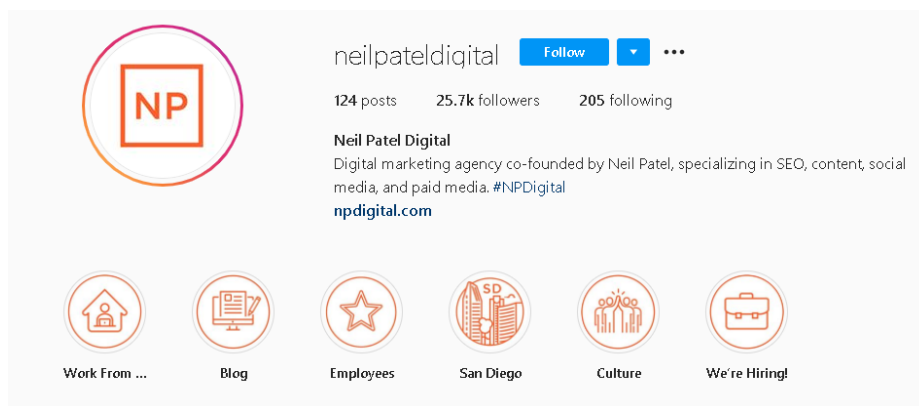 neilpateldigital Follow
NP
124 posts 25.7k followers 205 following
Neil Patel Digital
Digital marketing agency co-founded by Neil Patel, specializing in SEO, content, social
media, and paid media. #NPDigital
npdigital.com
SD
Work From ... Blog Employees San Diego Culture We're Hiring!